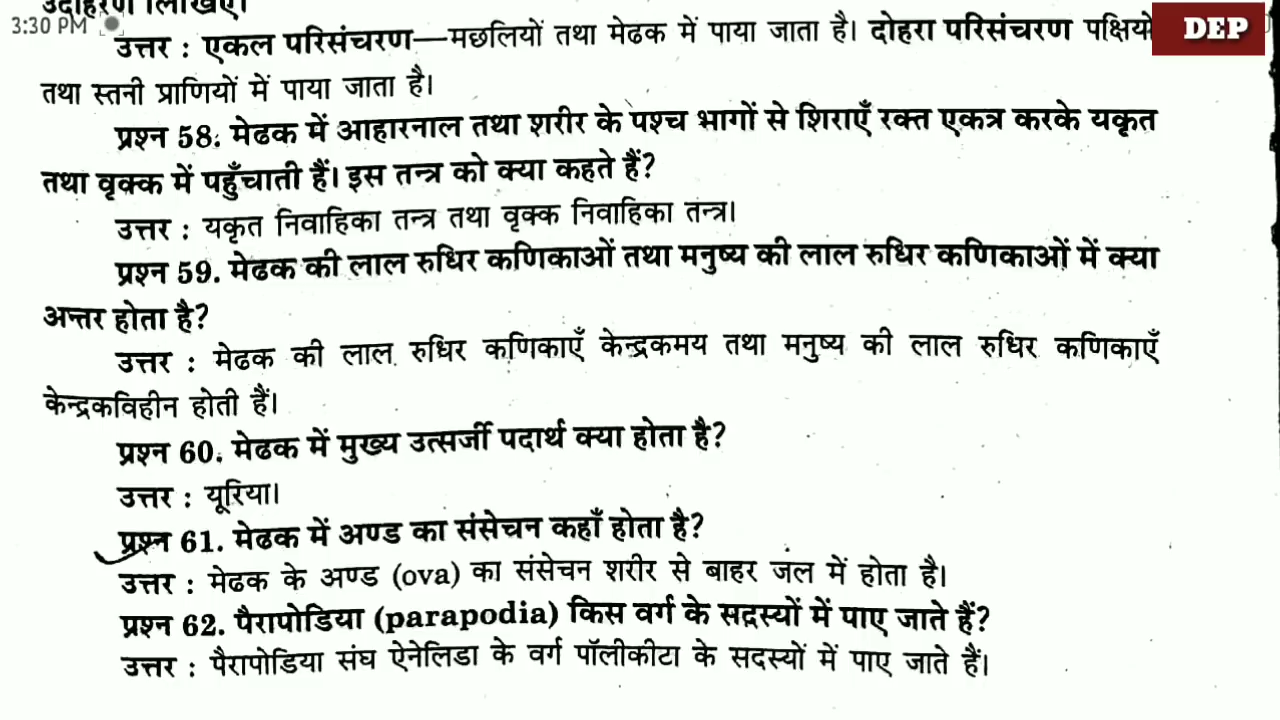 उदाहरण लिखिए।
3:30 PM
DEP
उत्तर : एकल परिसंचरण—मछलियों तथा मेढक में पाया जाता है। दोहरा परिसंचरण पक्षियों
तथा स्तनी प्राणियों में पाया जाता है।
प्रश्न 58. मेढक में आहारनाल तथा शरीर के पश्च भागों से शिराएँ रक्त एकत्र करके यकृत
तथा वृक्क में पहुँचाती हैं। इस तन्त्र को क्या कहते हैं?
उत्तर : यकृत निवाहिका तन्त्र तथा वृक्क निवाहिका तन्त्र।
प्रश्न 59. मेढक की लाल रुधिर कणिकाओं तथा मनुष्य की लाल रुधिर कणिकाओं में क्या
अन्तर होता है?
उत्तर : मेढक की लाल रुधिर कणिकाएँ केन्द्रकमय तथा मनुष्य की लाल रुधिर कणिकाएँ
केन्द्रकविहीन होती हैं।
प्रश्न 60. मेढक में मुख्य उत्सर्जी पदार्थ क्या होता है?
उत्तर : यूरिया।
प्रश्न 61. मेढक में अण्ड का संसेचन कहाँ होता है?
उत्तर : मेढक के अण्ड (ova) का संसेचन शरीर से बाहर जल में होता है।
प्रश्न 62. पैरापोडिया (parapodia) किस वर्ग के सदस्यों में पाए जाते हैं?
उत्तर : पैरापोडिया संघ ऐनेलिडा के वर्ग पॉलीकीटा के सदस्यों में पाए जाते हैं।